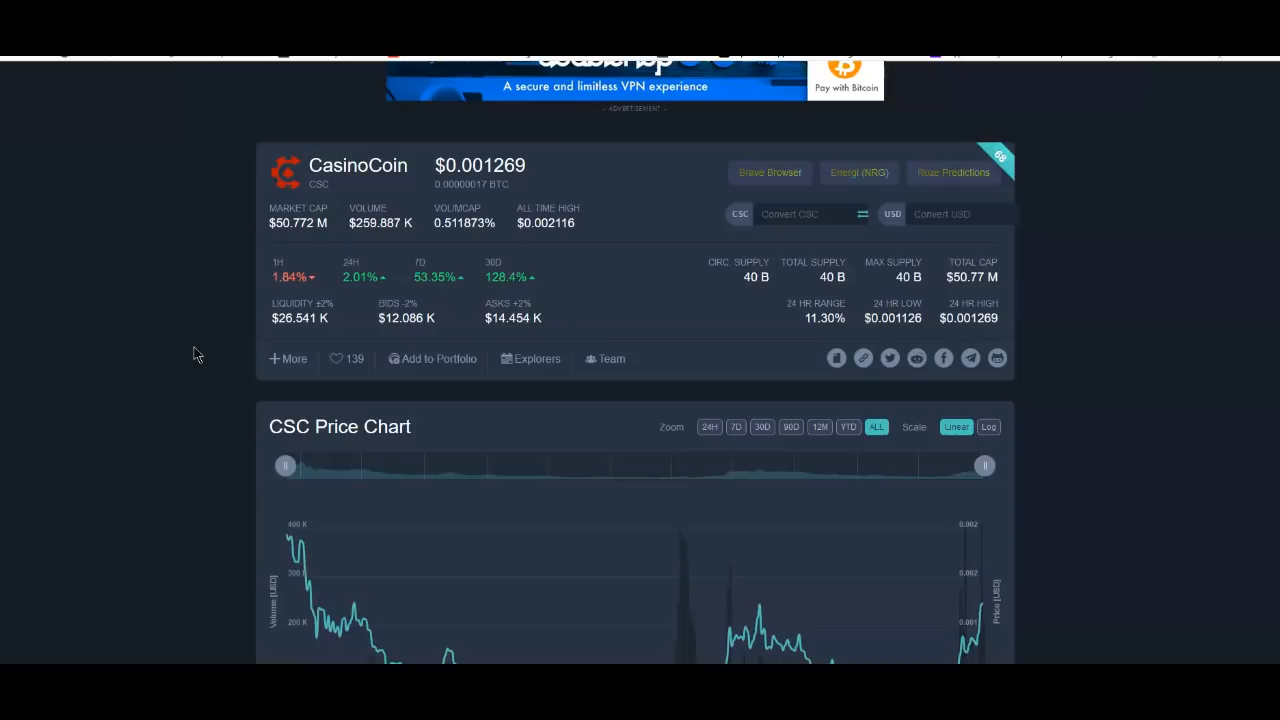 A secure and limitless VPN experience
Pay with Bitcoin
- ADVERTISEMENT -
68
CasinoCoin $0.001269
CSC 0.00000017 BTC
Brave Browser Energi (NRG) Roze Predictions
MARKET CAP VOLUME VOL/MCAP ALL TIME HIGH
$50.772 M $259.887 K 0.511873% $0.002116
CSC Convert CSC USD Convert USD
1H 24H 7D 30D CIRC. SUPPLY TOTAL SUPPLY MAX SUPPLY TOTAL CAP
1.84% 2.01% 53.35% 128.4% 40 B 40 B 40 B $50.77 M
LIQUIDITY ±2% BIDS -2% ASKS +2% 24 HR RANGE 24 HR LOW 24 HR HIGH
$26.541 K $12.086 K $14.454 K 11.30% $0.001126 $0.001269
More 139 Add to Portfolio Explorers Team
CSC Price Chart Zoom 24H 7D 30D 90D 12M YTD ALL Scale Linear Log
400 K 0.002
300 0.002
Volume [USD] Price [USD]
200 K 0.001